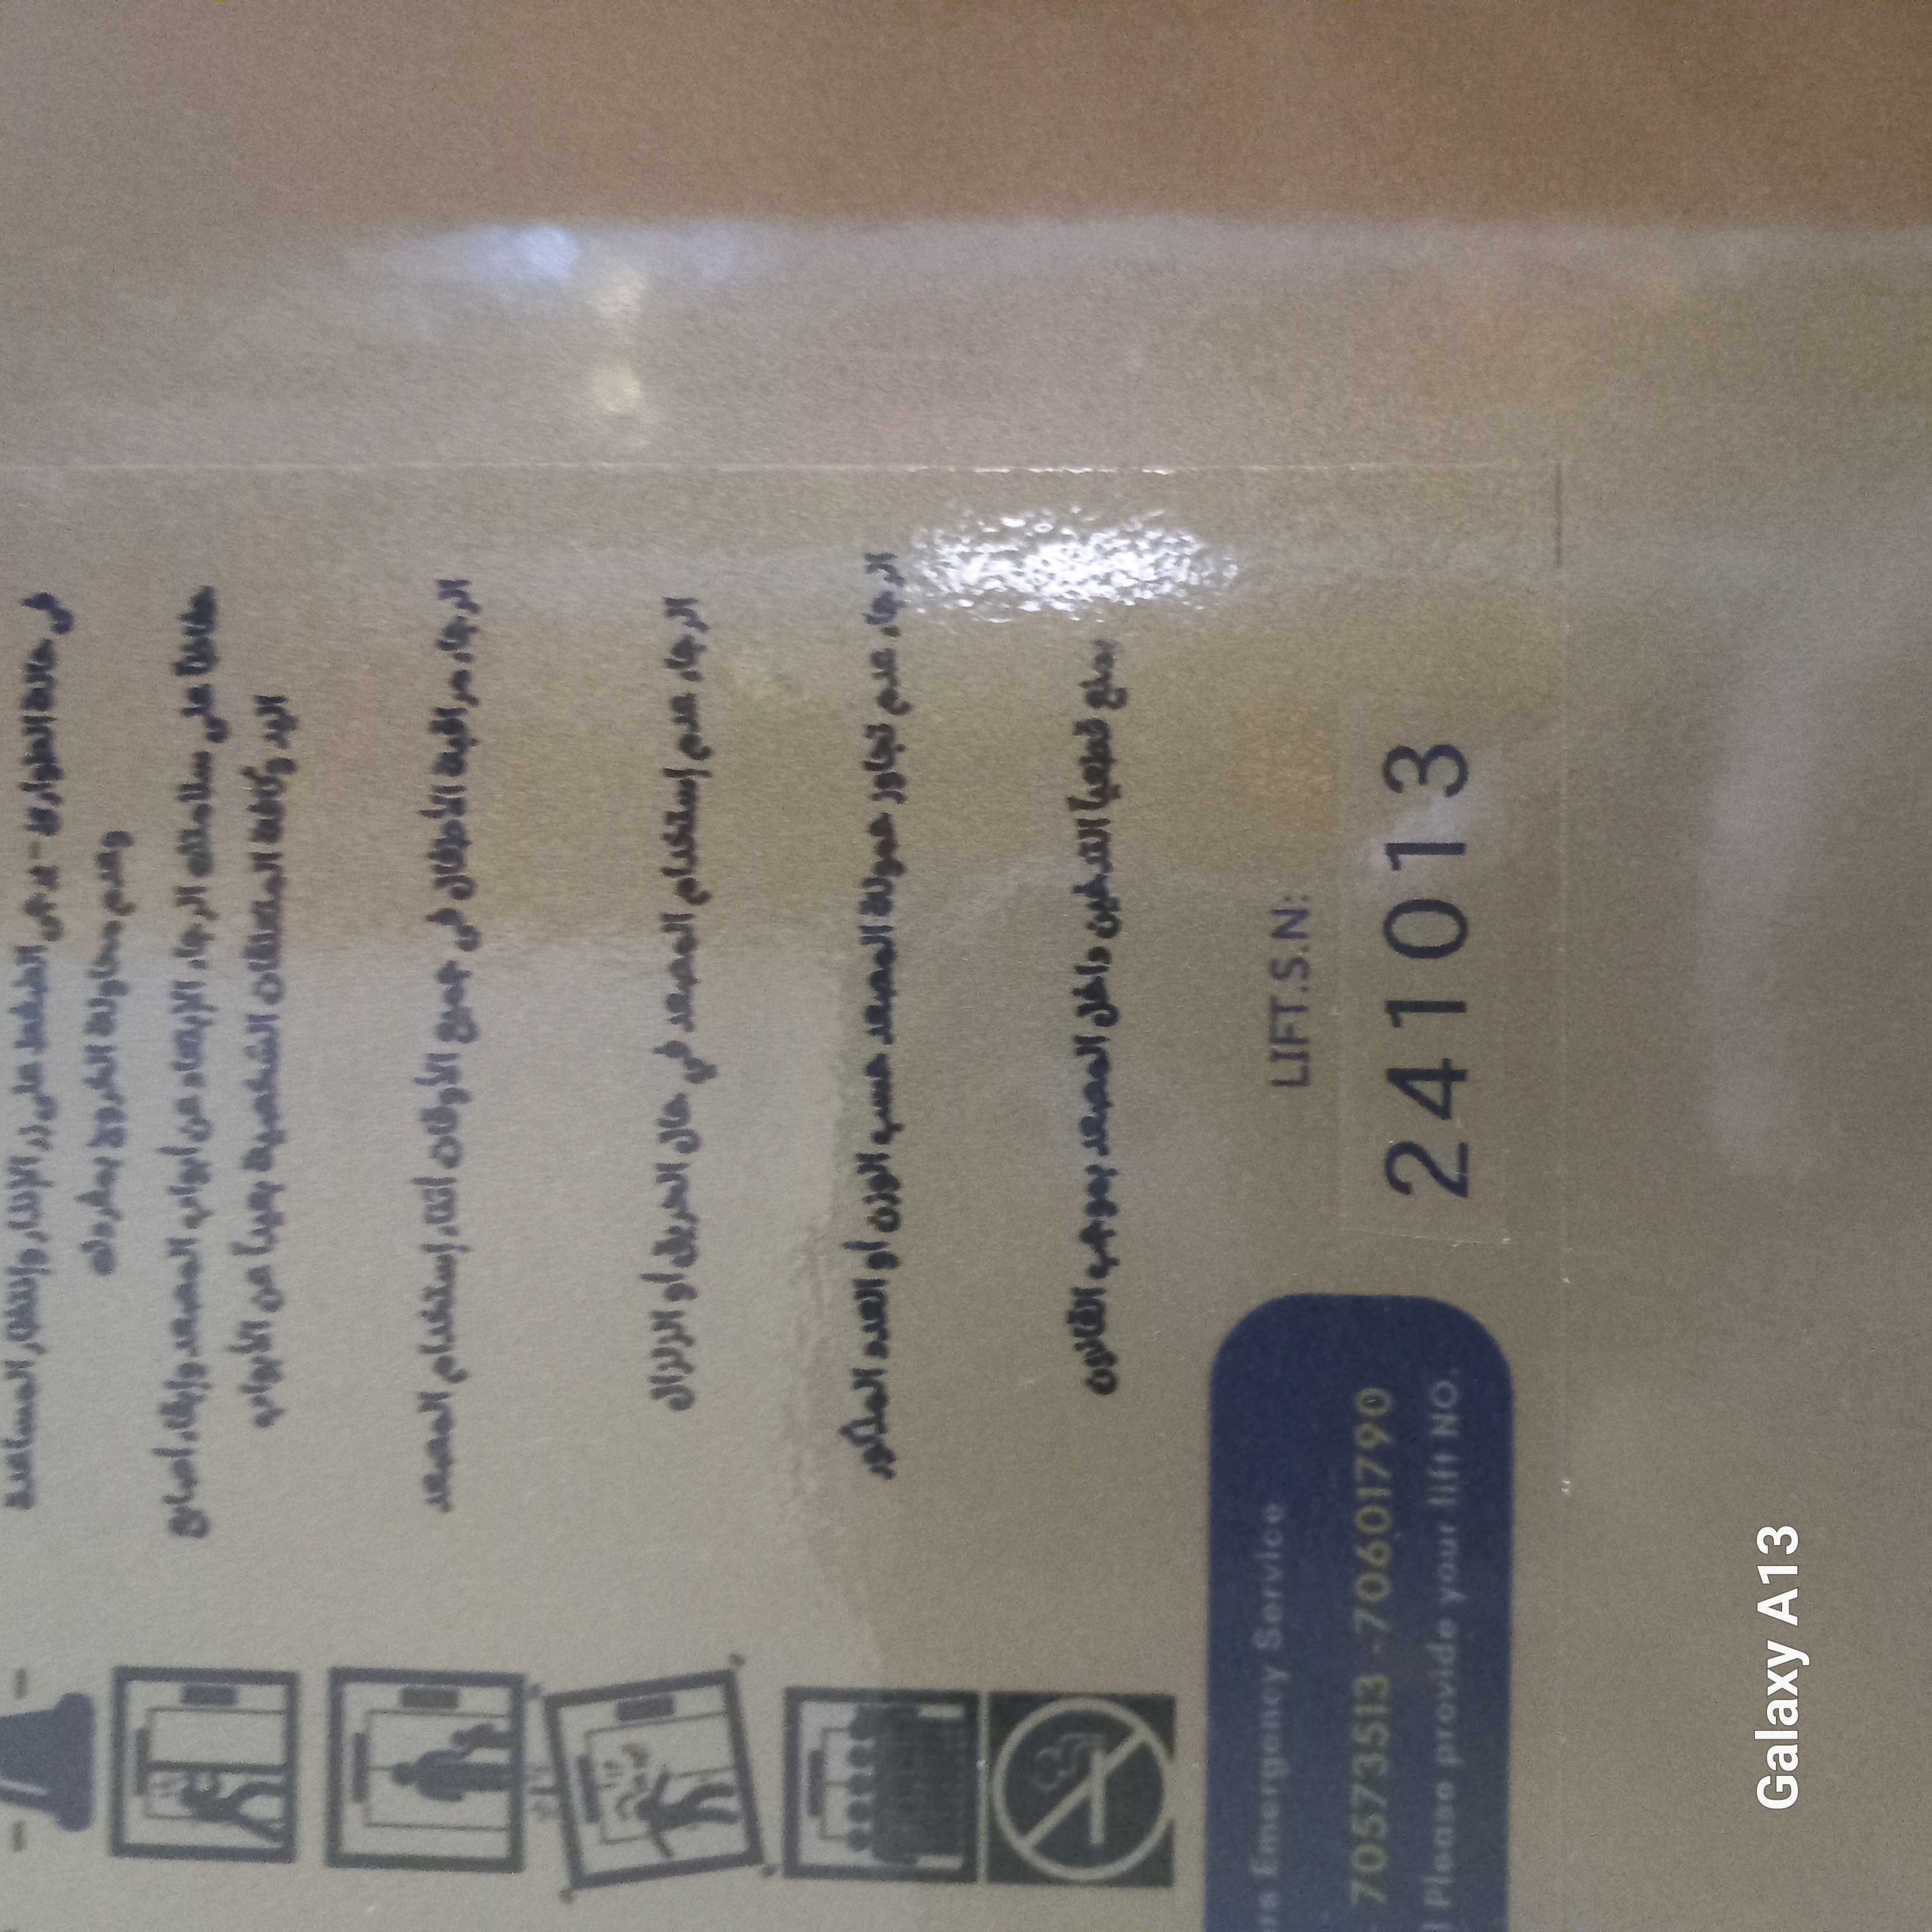 في حالة الطوارئ - يرجى الضغط على زر الإنذار وإنتظار المساعدة
وعدم محاولة الخروج بمفردك
حفاظاً على سلامتك الرجاء الإبتعاد عن أبواب المصعد وإبقاء أصابع
اليد وكافة المتعلقات الشخصية بعيداً عن الأبواب
الرجاء مراقبة الأطفال في جميع الأوقات أثناء إستخدام المصعد
الرجاء عدم إستخدام المصعد في حال الحريق أو الزلزال
الرجاء عدم تجاوز حمولة المصعد حسب الوزن أو العدد المذكور
يمنع قطعياً التدخين داخل المصعد بموجب القانون
LIFT.S.N:
241013
Emergency Service
70573513 -70601790
Please provide your lift NO.
Galaxy A13